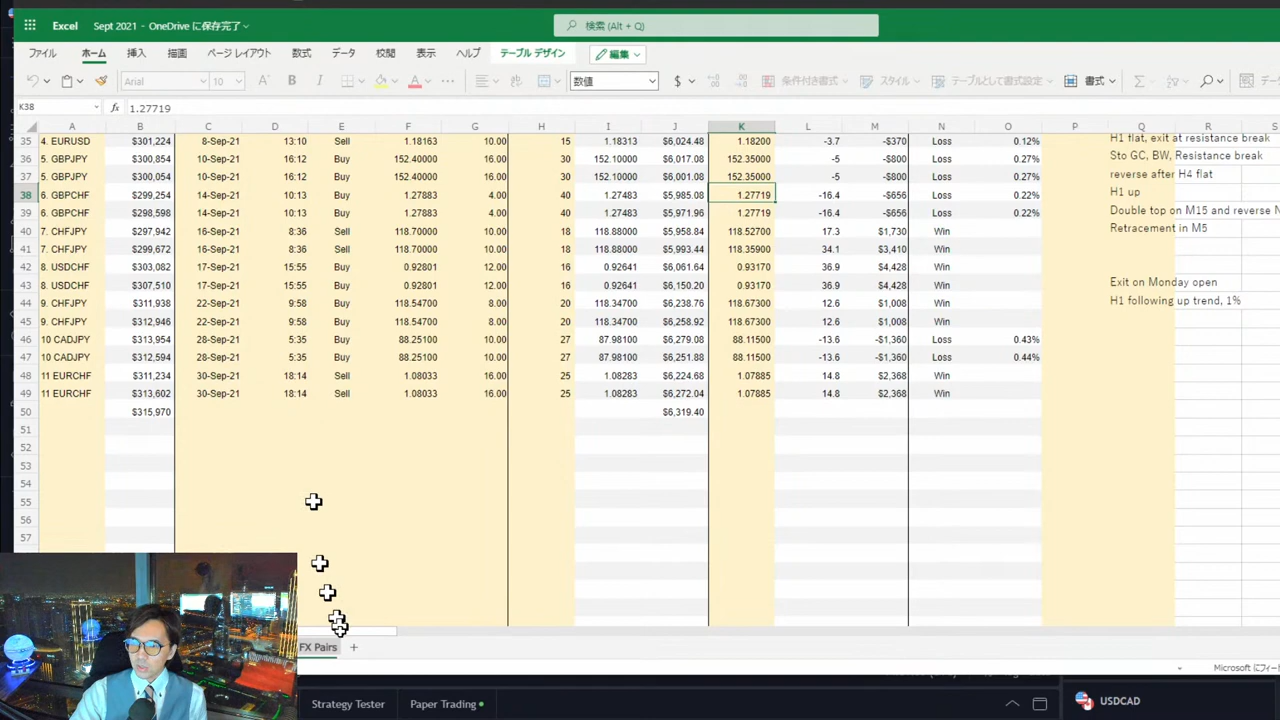 Excel Sept 2021 - OneDrive に保存完了 検索 (Alt + Q)
ファイル ホーム 挿入 描画 ページ レイアウト 数式 データ 校閲 表示 ヘルプ テーブル デザイン 編集
Arial 10 B I A 数値 $ 条件付き書式 スタイル テーブルとして書式設定 書式
K38 fx 1.27719
A B C D E F G H I J K L M N O P Q R S
35 4. EURUSD $301,224 8-Sep-21 13:10 Sell 1.18163 10.00 15 1.18313 $6,024.48 1.18200 -3.7 -$370 Loss 0.12% H1 flat, exit at resistance break
36 5. GBPJPY $300,854 10-Sep-21 16:12 Buy 152.40000 16.00 30 152.10000 $6,017.08 152.35000 -5 -$800 Loss 0.27% Sto GC, BW, Resistance break
37 5. GBPJPY $300,054 10-Sep-21 16:12 Buy 152.40000 16.00 30 152.10000 $6,001.08 152.35000 -5 -$800 Loss 0.27% reverse after H4 flat
38 6. GBPCHF $299,254 14-Sep-21 10:13 Buy 1.27883 4.00 40 1.27483 $5,985.08 1.27719 -16.4 -$656 Loss 0.22% H1 up
39 6. GBPCHF $298,598 14-Sep-21 10:13 Buy 1.27883 4.00 40 1.27483 $5,971.96 1.27719 -16.4 -$656 Loss 0.22% Double top on M15 and reverse N
40 7. CHFJPY $297,942 16-Sep-21 8:36 Sell 118.70000 10.00 18 118.88000 $5,958.84 118.52700 17.3 $1,730 Win Retracement in M5
41 7. CHFJPY $299,672 16-Sep-21 8:36 Sell 118.70000 10.00 18 118.88000 $5,993.44 118.35900 34.1 $3,410 Win
42 8. USDCHF $303,082 17-Sep-21 15:55 Buy 0.92801 12.00 16 0.92641 $6,061.64 0.93170 36.9 $4,428 Win
43 8. USDCHF $307,510 17-Sep-21 15:55 Buy 0.92801 12.00 16 0.92641 $6,150.20 0.93170 36.9 $4,428 Win Exit on Monday open
44 9. CHFJPY $311,938 22-Sep-21 9:58 Buy 118.54700 8.00 20 118.34700 $6,238.76 118.67300 12.6 $1,008 Win H1 following up trend, 1%
45 9. CHFJPY $312,946 22-Sep-21 9:58 Buy 118.54700 8.00 20 118.34700 $6,258.92 118.67300 12.6 $1,008 Win
46 10 CADJPY $313,954 28-Sep-21 5:35 Buy 88.25100 10.00 27 87.98100 $6,279.08 88.11500 -13.6 -$1,360 Loss 0.43%
47 10 CADJPY $312,594 28-Sep-21 5:35 Buy 88.25100 10.00 27 87.98100 $6,251.88 88.11500 -13.6 -$1,360 Loss 0.44%
48 11 EURCHF $311,234 30-Sep-21 18:14 Sell 1.08033 16.00 25 1.08283 $6,224.68 1.07885 14.8 $2,368 Win
49 11 EURCHF $313,602 30-Sep-21 18:14 Sell 1.08033 16.00 25 1.08283 $6,272.04 1.07885 14.8 $2,368 Win
50 $315,970 $6,319.40
51
52
53
54
55
56
57
FX Pairs +
Microsoft
Strategy Tester Paper Trading USDCAD